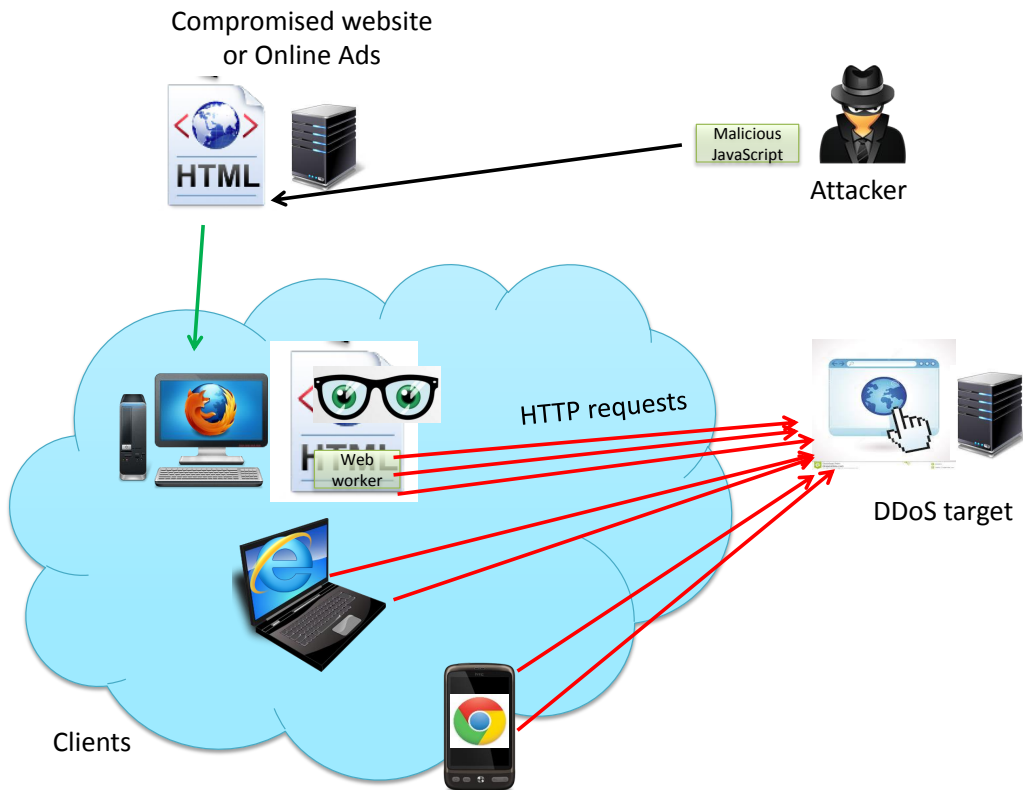 Compromised website
or Online Ads
HTML
Malicious
JavaScript
Attacker
HTTP requests
HTML
Web
worker
DDoS target
Clients